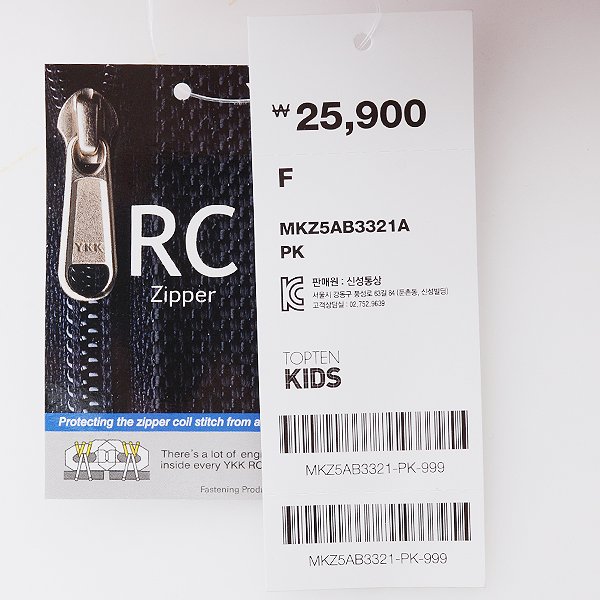 YKK
RC
Zipper
Protecting the zipper coil stitch from a
There's a lot of engi
inside every YKK RC
Fastening Produ
₩ 25,900
F
MKZ5AB3321A
PK
KC
판매원 : 신성통상
서울시 강동구 풍성로 63길 84 (둔촌동, 신성빌딩)
고객상담실 : 02.752.9639
TOPTEN
KIDS
MKZ5AB3321-PK-999
MKZ5AB3321-PK-999